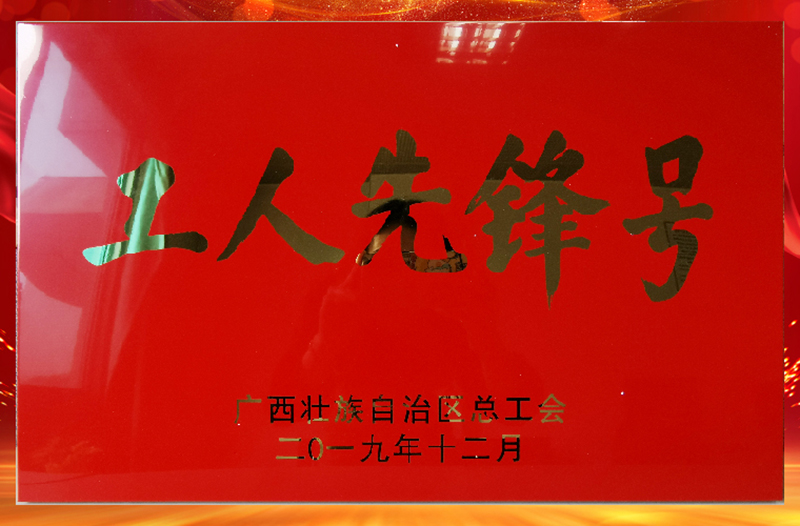 工人先锋号
广西壮族自治区总工会
二0一九年十二月